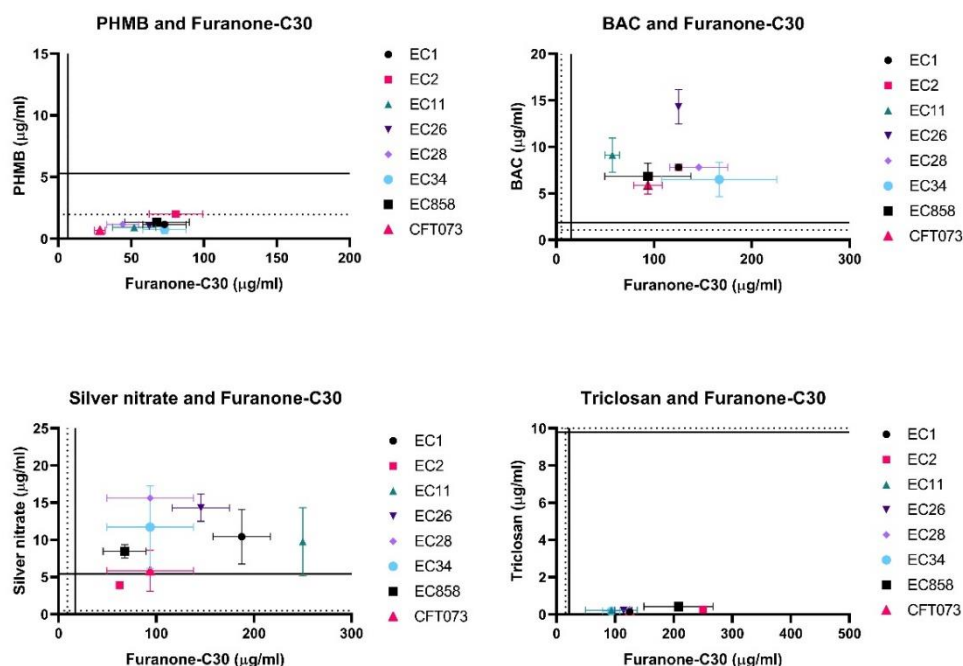 PHMB and Furanone-C30
15
10
5
0
PHMB (μg/ml)
0 50 100 150 200
Furanone-C30 (μg/ml)
EC1
EC2
EC11
EC26
EC28
EC34
EC858
CFT073
BAC and Furanone-C30
20
15
10
5
0
BAC (μg/ml)
0 100 200 300
Furanone-C30 (μg/ml)
EC1
EC2
EC11
EC26
EC28
EC34
EC858
CFT073
Silver nitrate and Furanone-C30
25
20
15
10
5
0
Silver nitrate (μg/ml)
0 100 200 300
Furanone-C30 (μg/ml)
EC1
EC2
EC11
EC26
EC28
EC34
EC858
CFT073
Triclosan and Furanone-C30
10
8
6
4
2
0
Triclosan (μg/ml)
0 100 200 300 400 500
Furanone-C30 (μg/ml)
EC1
EC2
EC11
EC26
EC28
EC34
EC858
CFT073